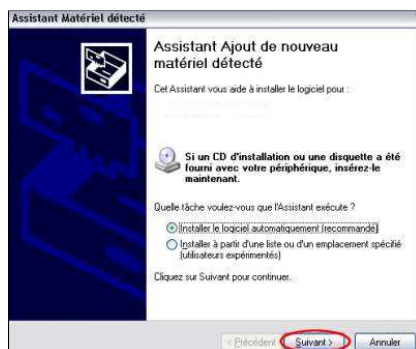 Assistant Matériel détecté
Assistant Ajout de nouveau
matériel détecté
Cet Assistant vous aide à installer le logiciel pour :
Si un CD d'installation ou une disquette a été
fourni avec votre périphérique, insérez-le
maintenant.
Quelle tâche voulez-vous que l'Assistant exécute ?
Installer le logiciel automatiquement (recommandé)
Installer à partir d'une liste ou d'un emplacement spécifié
(utilisateurs expérimentés)
Cliquez sur Suivant pour continuer.
< Précédent Suivant > Annuler